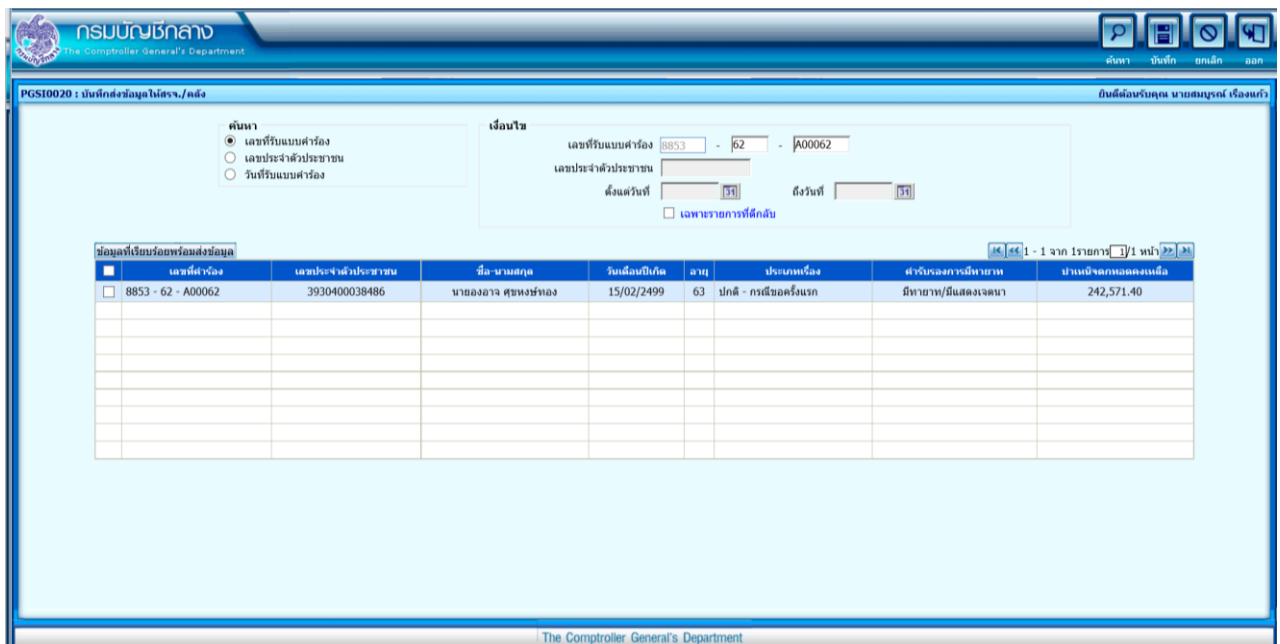 กรมบัญชีกลาง
The Comptroller General's Department
ค้นหา บันทึก ยกเลิก ออก
PGSI0020 : บันทึกส่งข้อมูลให้สรจ./คลัง ยินดีต้อนรับคุณ นายสมบูรณ์ เรืองแก้ว
ค้นหา เงื่อนไข
เลขที่รับแบบคำร้อง เลขที่รับแบบคำร้อง 8853 - 62 - A00062
เลขประจำตัวประชาชน เลขประจำตัวประชาชน
วันที่รับแบบคำร้อง ตั้งแต่วันที่ 31 ถึงวันที่ 31
เฉพาะรายการที่ตีกลับ
ข้อมูลที่เรียบร้อยพร้อมส่งข้อมูล 1 - 1 จาก 1รายการ 1/1 หน้า
เลขที่คำร้อง เลขประจำตัวประชาชน ชื่อ-นามสกุล วันเดือนปีเกิด อายุ ประเภทเรื่อง คำรับรองการมีทายาท บำเหน็จตกทอดคงเหลือ
8853 - 62 - A00062 3930400038486 นายองอาจ ศุขหงษ์ทอง 15/02/2499 63 ปกติ - กรณีขอครั้งแรก มีทายาท/มีแสดงเจตนา 242,571.40
The Comptroller General's Department